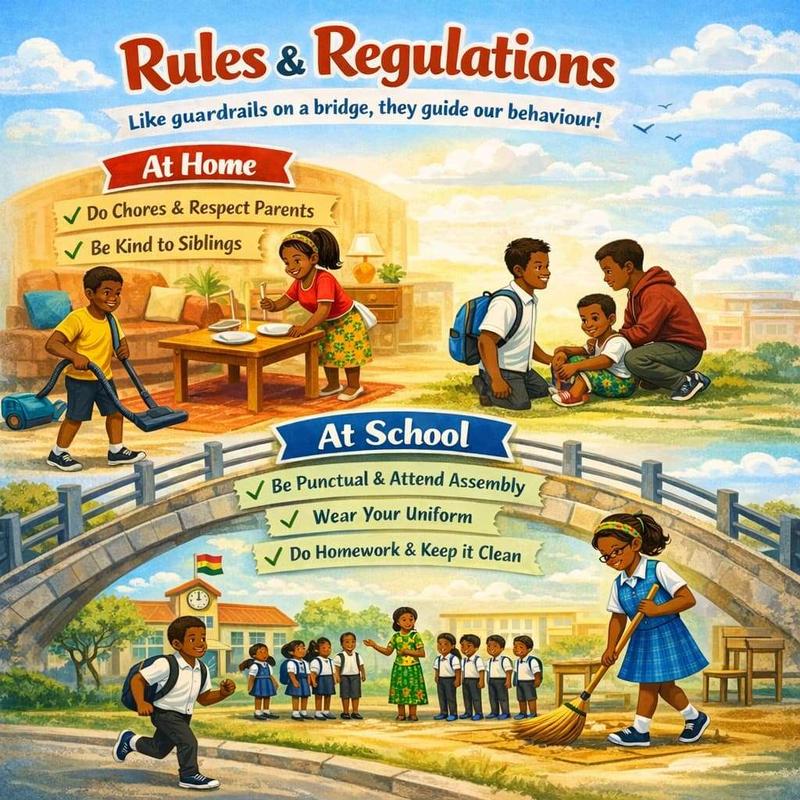 Rules & Regulations
Like guardrails on a bridge, they guide our behaviour!
At Home
✓ Do Chores & Respect Parents
✓ Be Kind to Siblings
At School
✓ Be Punctual & Attend Assembly
✓ Wear Your Uniform
✓ Do Homework & Keep it Clean